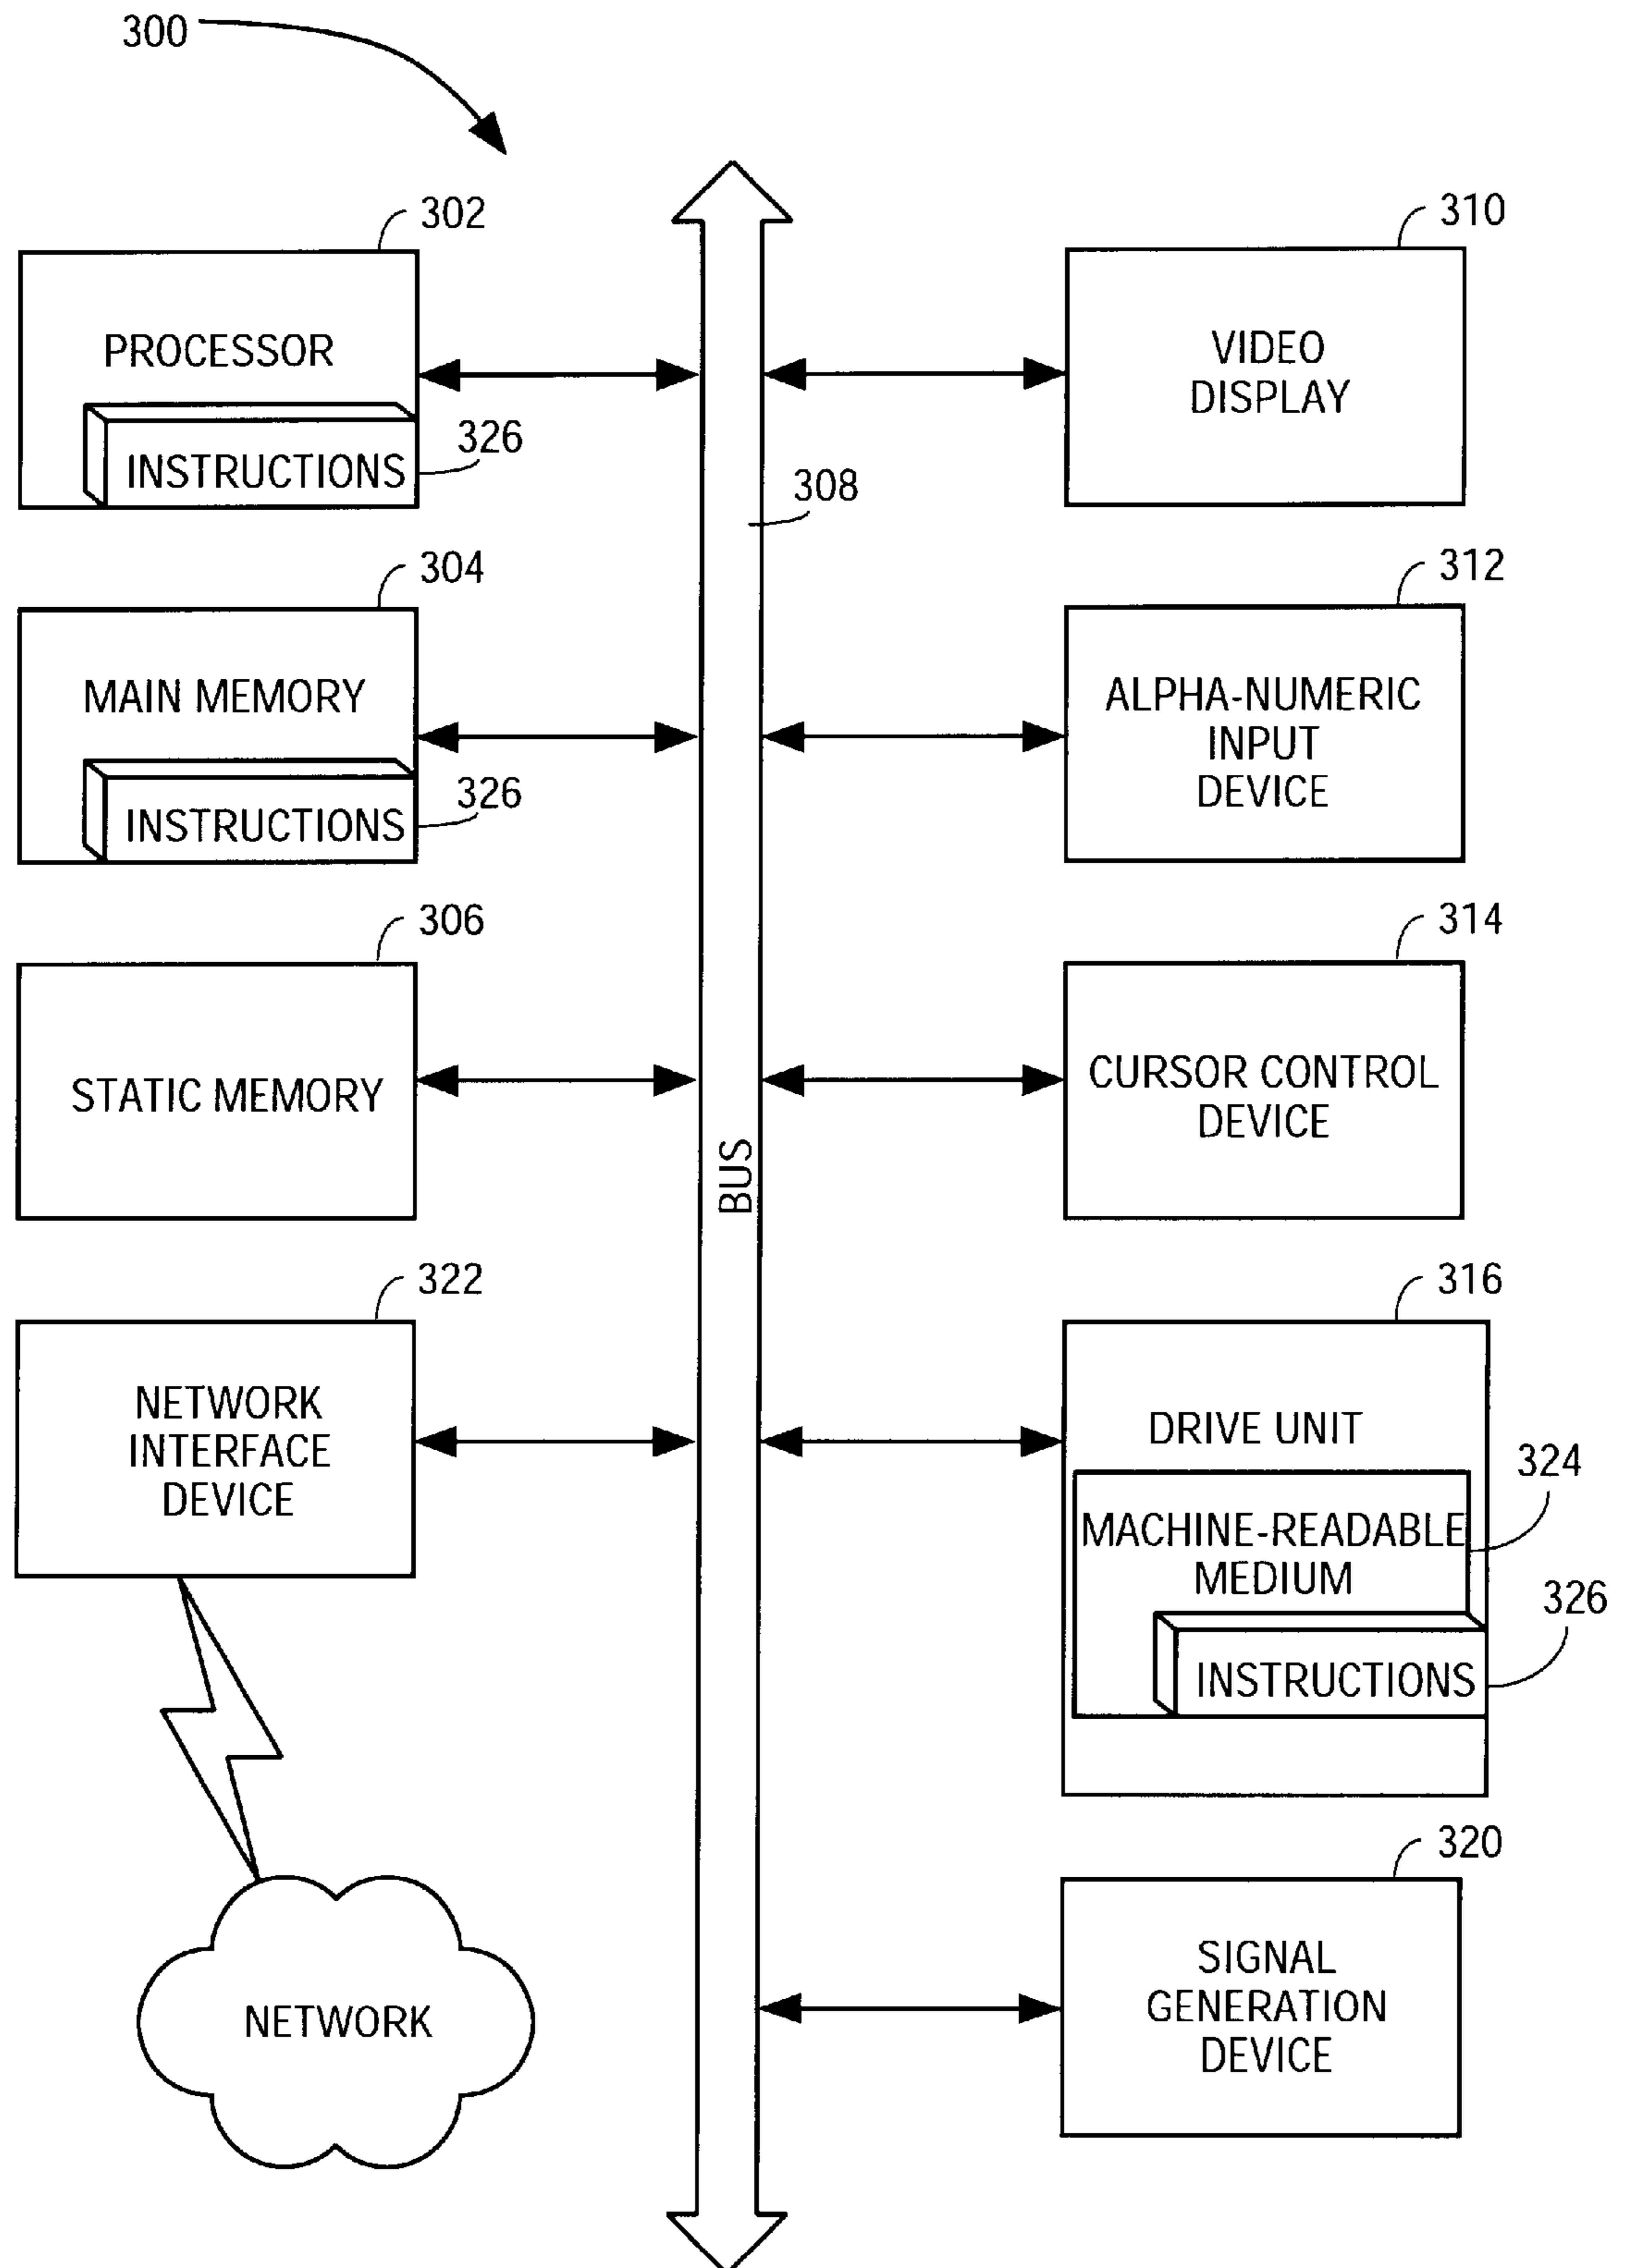 300
302
PROCESSOR
INSTRUCTIONS
326
304
MAIN MEMORY
INSTRUCTIONS
326
306
STATIC MEMORY
322
NETWORK
INTERFACE
DEVICE
NETWORK
308
BUS
310
VIDEO
DISPLAY
312
ALPHA-NUMERIC
INPUT
DEVICE
314
CURSOR CONTROL
DEVICE
316
DRIVE UNIT
324
MACHINE-READABLE
MEDIUM
326
INSTRUCTIONS
320
SIGNAL
GENERATION
DEVICE